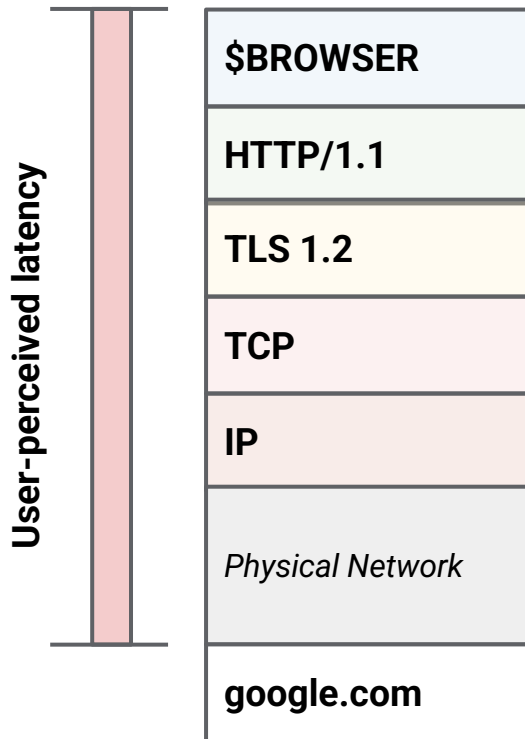 User-perceived latency
$BROWSER
HTTP/1.1
TLS 1.2
TCP
IP
Physical Network
google.com